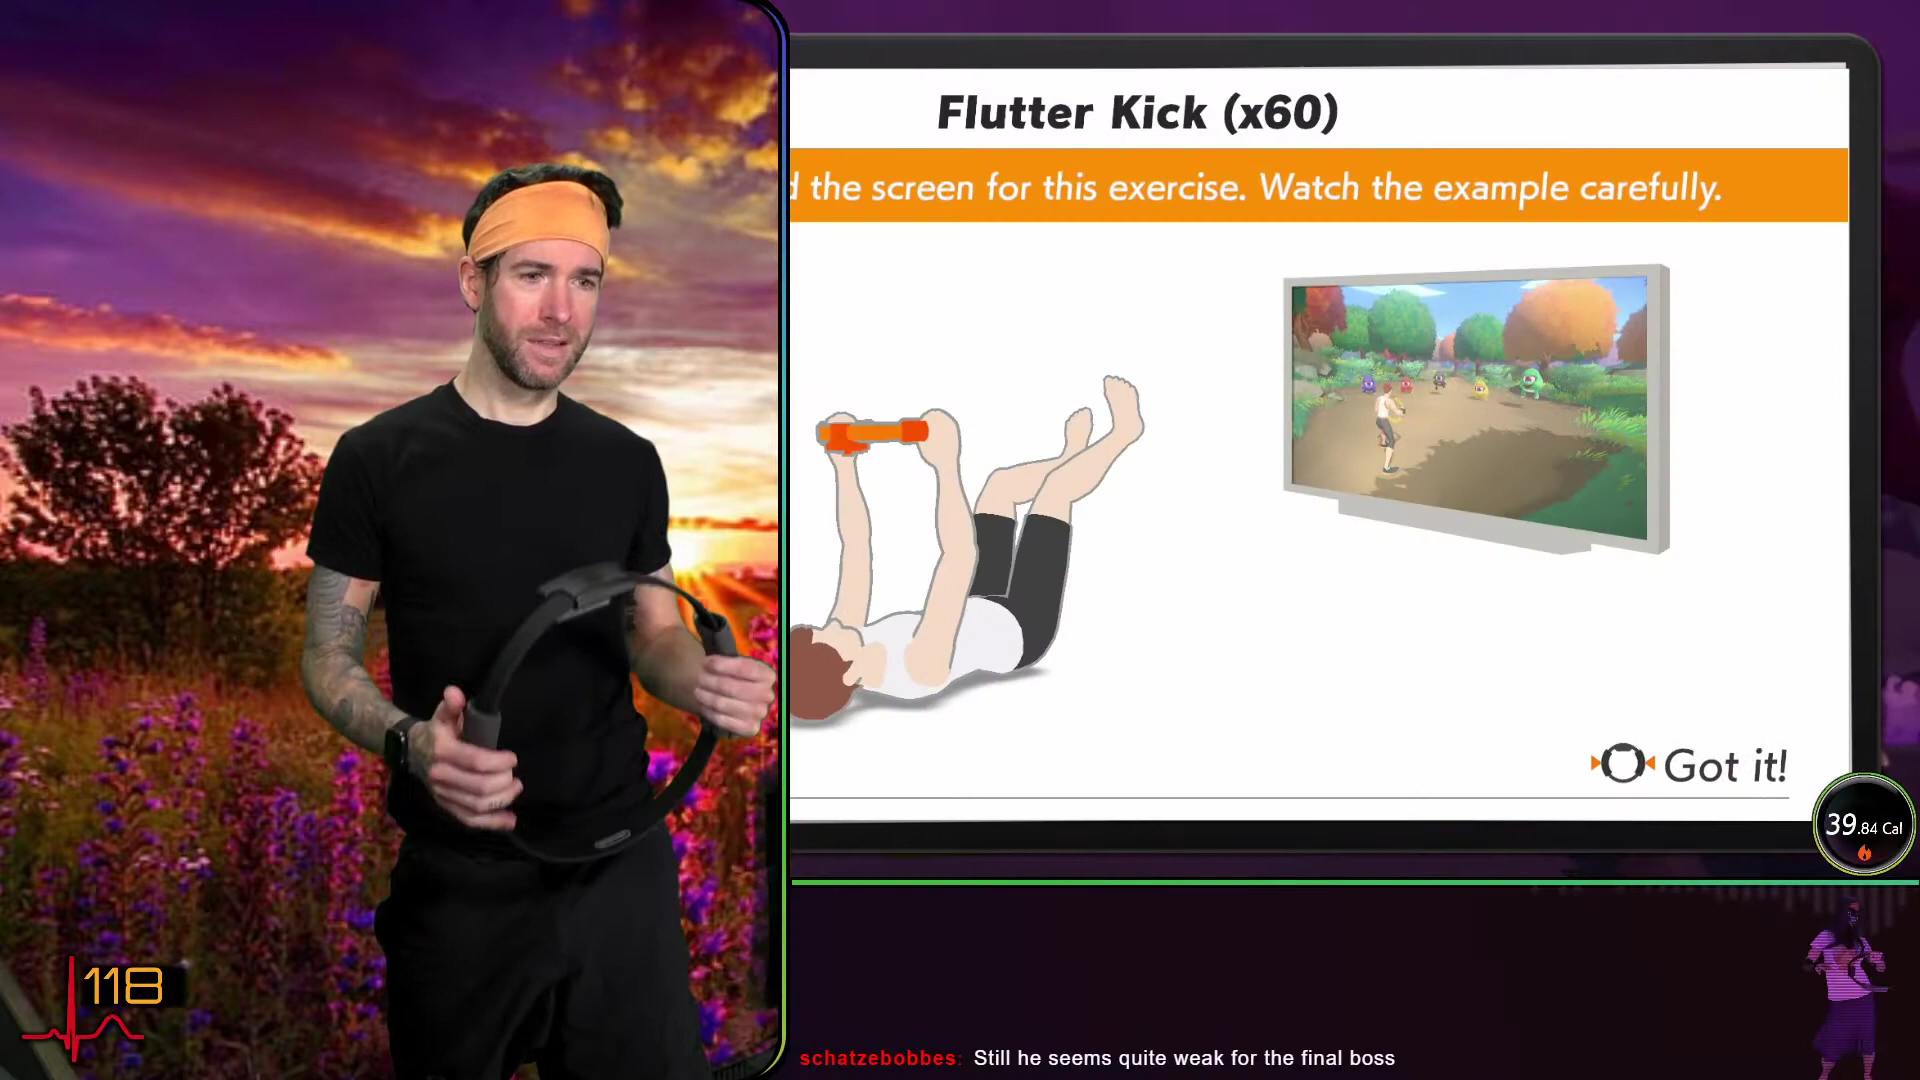 Flutter Kick (x60)
d the screen for this exercise. Watch the example carefully.
Got it!
39.84 Cal
118
schatzebobbes: Still he seems quite weak for the final boss